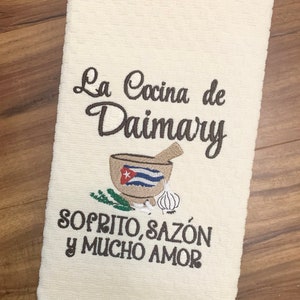 La Cocina de
Daimary
SOFRITO, SAZÓN
y MUCHO AMOR